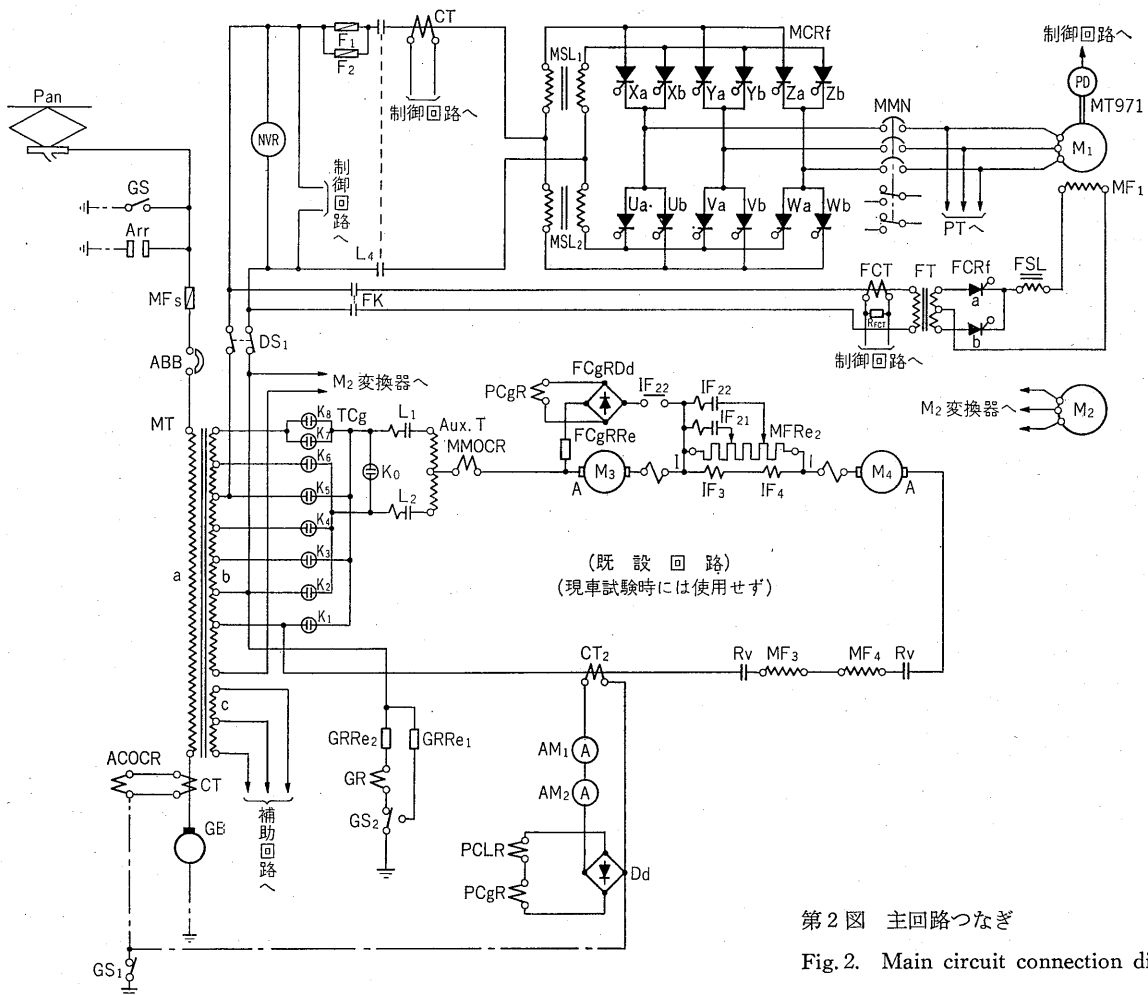 Pan
GS
Arr
MFs
ABB
MT
a
b
c
ACOCR
CT
GB
GS1
補助回路へ
NVR
F1
F2
CT
制御回路へ
制御回路へ
L4
FK
DS1
M2 変換器へ
K8
K7
K6
K5
K4
K3
K2
K1
TCg
K0
L1
L2
Aux. T
MMOCR
MSL1
MSL2
MCRf
Xa
Xb
Ya
Yb
Za
Zb
Ua
Ub
Va
Vb
Wa
Wb
MMN
PTへ
制御回路へ
PD
MT971
M1
MF1
FCT
RFCT
制御回路へ
FT
FCRf
a
b
FSL
M2 変換器へ
M2
PCgR
FCgRDd
FCgRRe
IF22
IF22
IF21
MFRe2
A
M3
I
IF3
IF4
I
M4
A
(既設回路)
(現車試験時には使用せず)
CT2
Rv
MF3
MF4
Rv
GRRe2
GRRe1
GR
GS2
AM1
A
AM2
A
PCLR
PCgR
Dd
第2図 主回路つなぎ
Fig. 2. Main circuit connection di